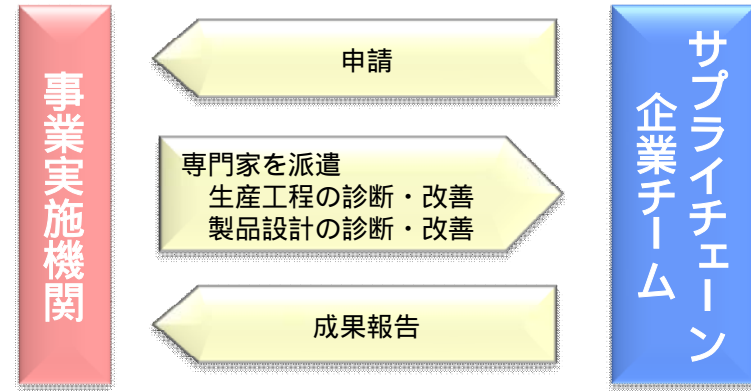 事業実施機関
申請
専門家を派遣
生産工程の診断・改善
製品設計の診断・改善
成果報告
サプライチェーン
企業チーム